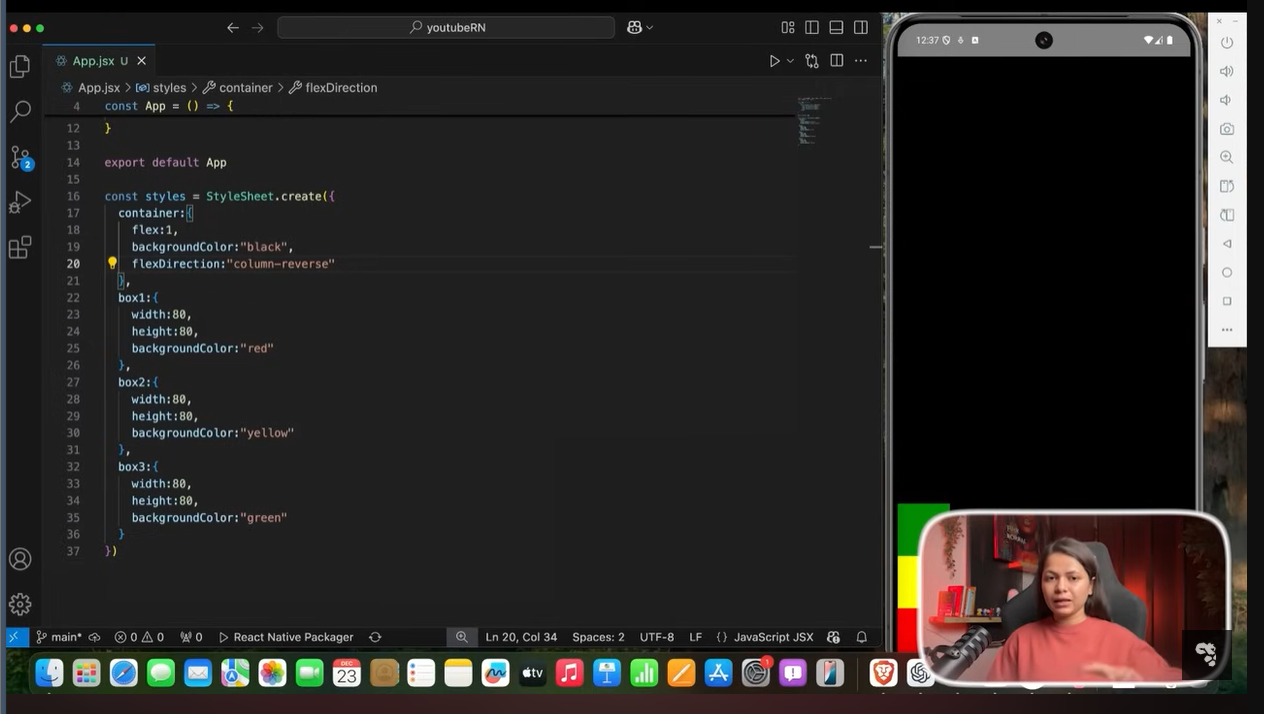 youtubeRN
App.jsx U
App.jsx > styles > container > flexDirection
4 const App = () => {
12 }
13
14 export default App
15
16 const styles = StyleSheet.create({
17 container:{
18 flex:1,
19 backgroundColor:"black",
20 flexDirection:"column-reverse"
21 },
22 box1:{
23 width:80,
24 height:80,
25 backgroundColor:"red"
26 },
27 box2:{
28 width:80,
29 height:80,
30 backgroundColor:"yellow"
31 },
32 box3:{
33 width:80,
34 height:80,
35 backgroundColor:"green"
36 }
37 })
2
main* 0 0 0 React Native Packager Ln 20, Col 34 Spaces: 2 UTF-8 LF {} JavaScript JSX
12:37
DEC
23
tv
1